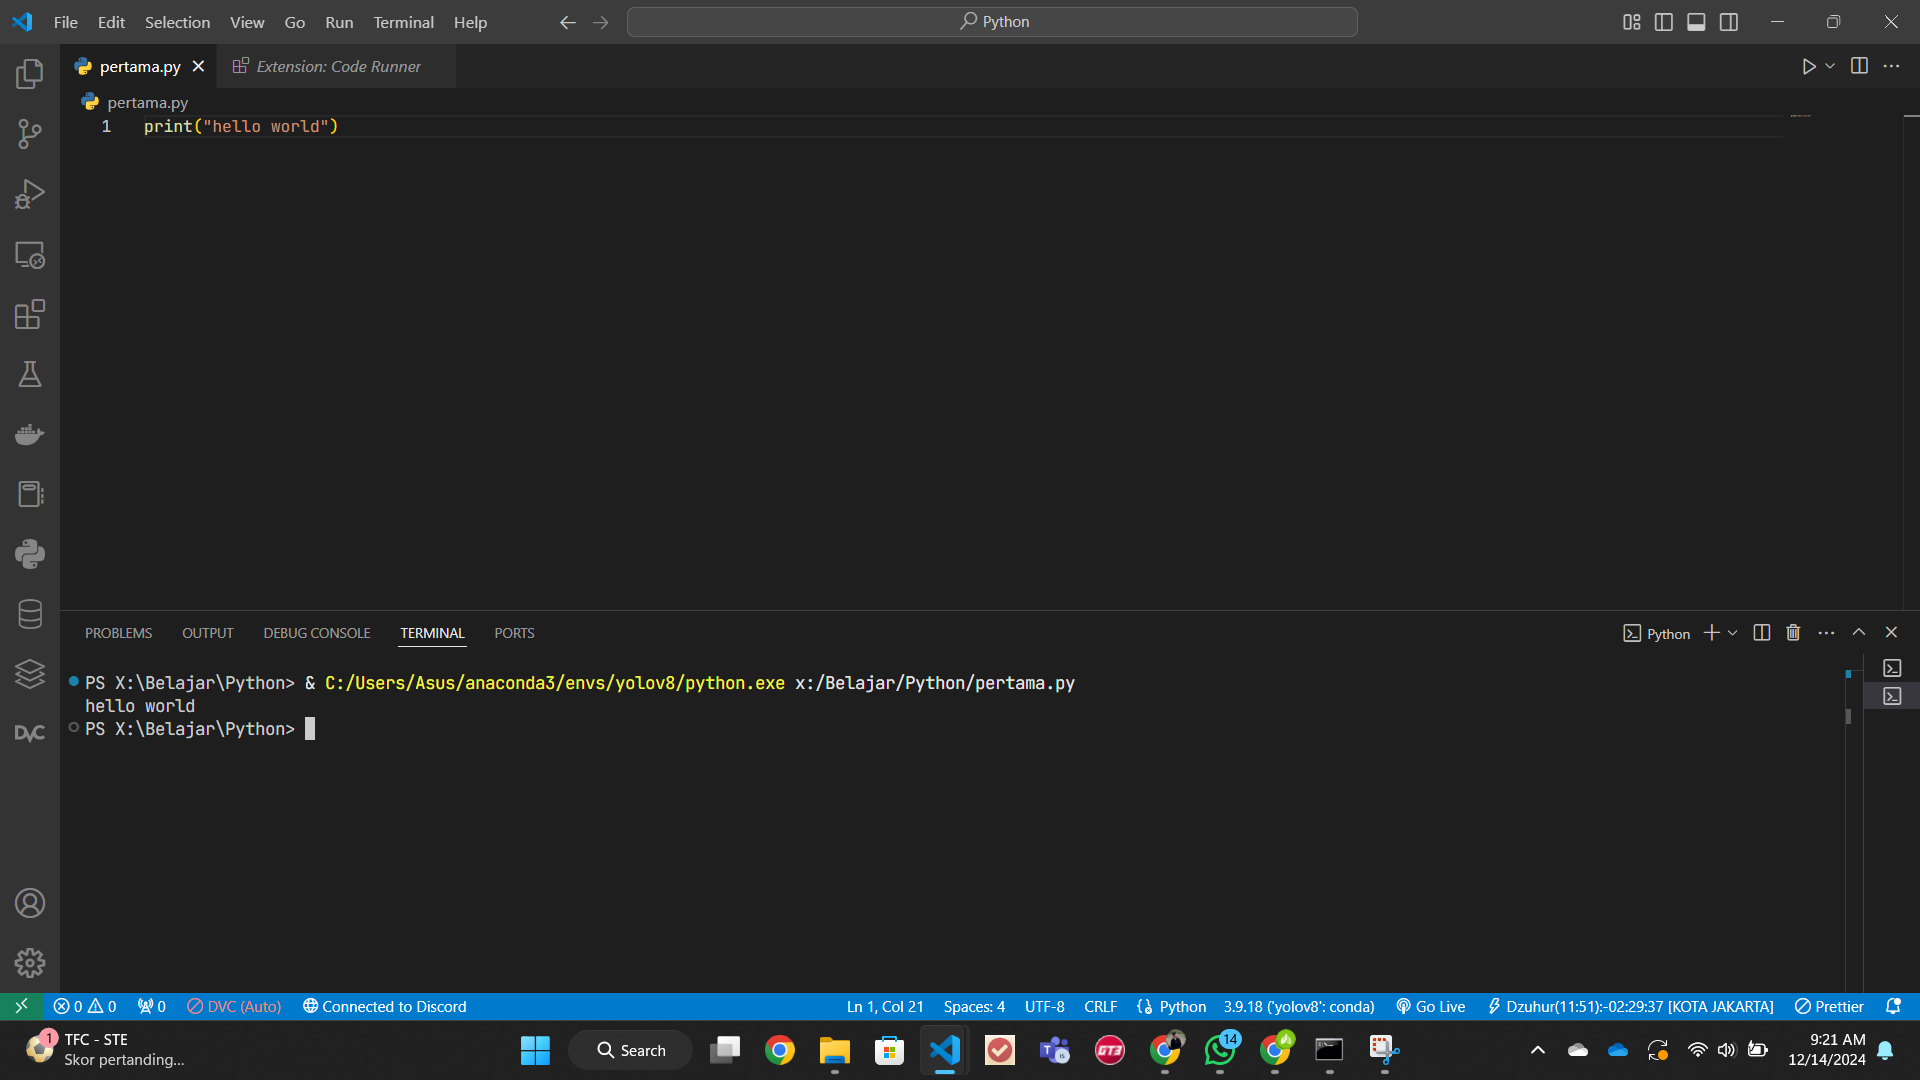 File Edit Selection View Go Run Terminal Help
Python
pertama.py
Extension: Code Runner
pertama.py
1 print("hello world")
PROBLEMS OUTPUT DEBUG CONSOLE TERMINAL PORTS
Python
PS X:\Belajar\Python> & C:/Users/Asus/anaconda3/envs/yolov8/python.exe x:/Belajar/Python/pertama.py
hello world
PS X:\Belajar\Python>
DVC
0 0 0 DVC (Auto) Connected to Discord Ln 1, Col 21 Spaces: 4 UTF-8 CRLF Python 3.9.18 ('yolov8': conda) Go Live Dzuhur(11:51):-02:29:37 [KOTA JAKARTA] Prettier
1 TFC - STE
Skor pertanding...
Search
GT3
14
9:21 AM
12/14/2024